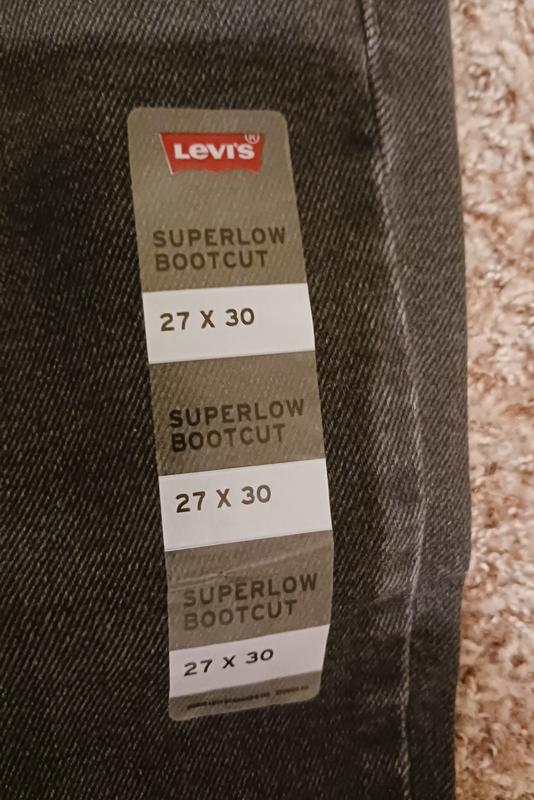 Levi's®
SUPERLOW
BOOTCUT
27 X 30
SUPERLOW
BOOTCUT
27 X 30
SUPERLOW
BOOTCUT
27 X 30